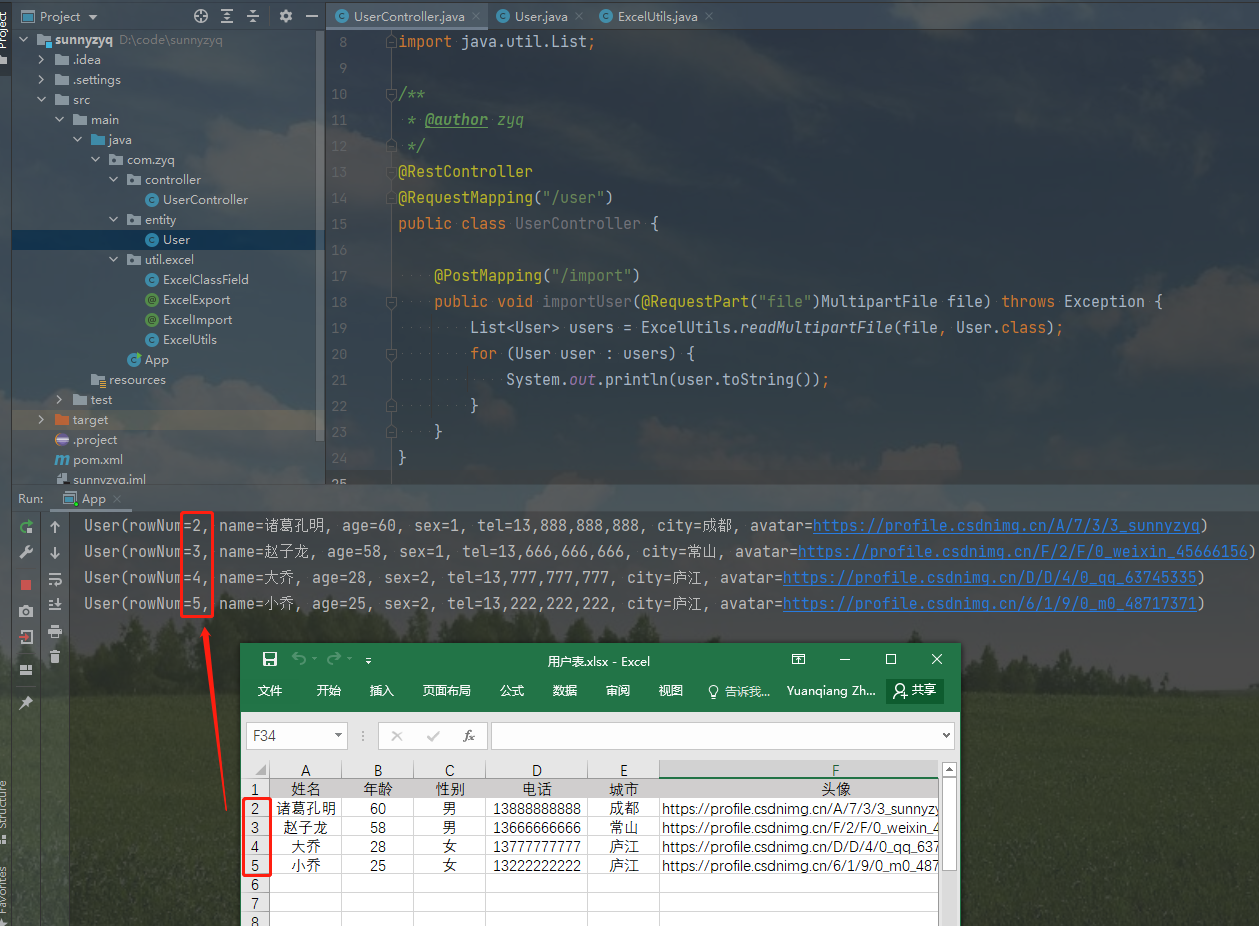 Project
UserController.java
User.java
ExcelUtils.java
Project
sunnyzyq D:\code\sunnyzyq
.idea
.settings
src
main
java
com.zyq
controller
UserController
entity
User
util.excel
ExcelClassField
ExcelExport
ExcelImport
ExcelUtils
App
resources
test
target
.project
pom.xml
sunnyzyq.iml
8 import java.util.List;
9
10 /**
11 * @author zyq
12 */
13 @RestController
14 @RequestMapping("/user")
15 public class UserController {
16
17 @PostMapping("/import")
18 public void importUser(@RequestPart("file")MultipartFile file) throws Exception {
19 List<User> users = ExcelUtils.readMultipartFile(file, User.class);
20 for (User user : users) {
21 System.out.println(user.toString());
22 }
23 }
24 }
25
Run: App
User(rowNum=2, name=诸葛孔明, age=60, sex=1, tel=13,888,888,888, city=成都, avatar=https://profile.csdnimg.cn/A/7/3/3_sunnyzyq)
User(rowNum=3, name=赵子龙, age=58, sex=1, tel=13,666,666,666, city=常山, avatar=https://profile.csdnimg.cn/F/2/F/0_weixin_45666156)
User(rowNum=4, name=大乔, age=28, sex=2, tel=13,777,777,777, city=庐江, avatar=https://profile.csdnimg.cn/D/D/4/0_qq_63745335)
User(rowNum=5, name=小乔, age=25, sex=2, tel=13,222,222,222, city=庐江, avatar=https://profile.csdnimg.cn/6/1/9/0_m0_48717371)
Structure
Favorites
用户表.xlsx - Excel
文件 开始 插入 页面布局 公式 数据 审阅 视图 告诉我... Yuanqiang Zh... 共享
F34 fx
A B C D E F
1 姓名 年龄 性别 电话 城市 头像
2 诸葛孔明 60 男 13888888888 成都 https://profile.csdnimg.cn/A/7/3/3_sunnyzy
3 赵子龙 58 男 13666666666 常山 https://profile.csdnimg.cn/F/2/F/0_weixin_4
4 大乔 28 女 13777777777 庐江 https://profile.csdnimg.cn/D/D/4/0_qq_637
5 小乔 25 女 13222222222 庐江 https://profile.csdnimg.cn/6/1/9/0_m0_487
6
7
8